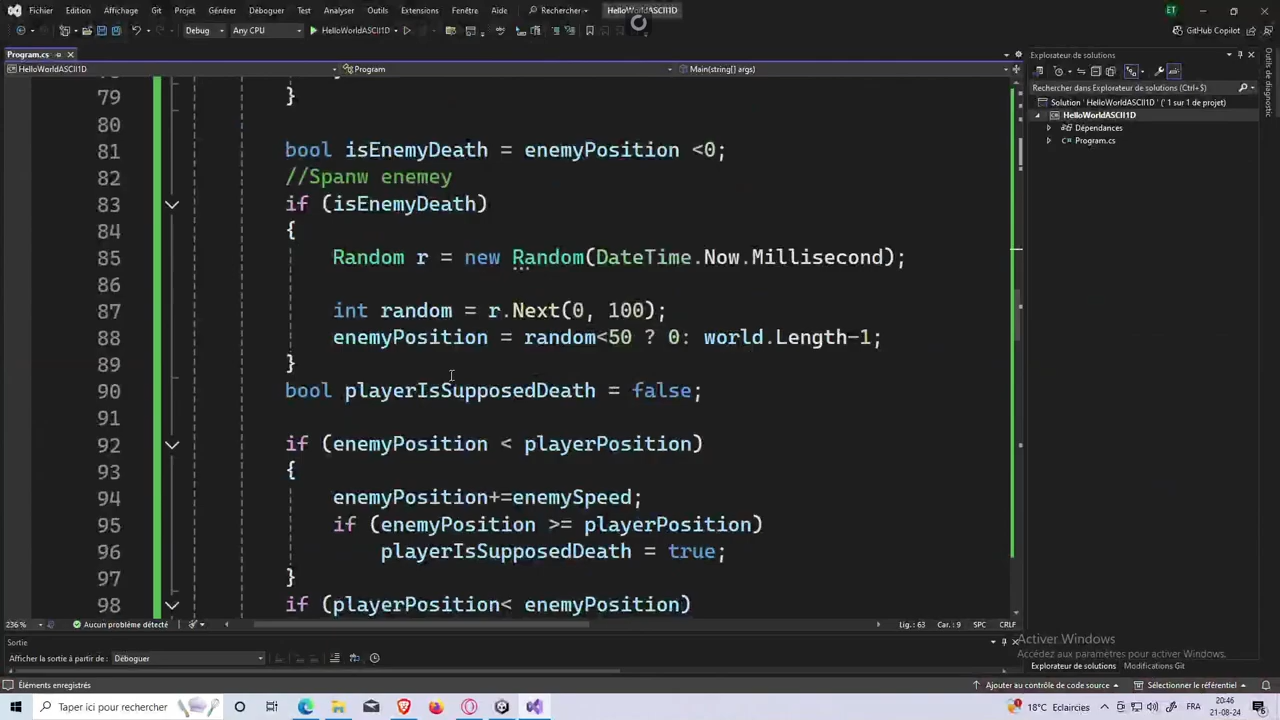 Fichier Edition Affichage Git Projet Générer Déboguer Test Analyser Outils Extensions Fenêtre Aide Rechercher HelloWorldASCII1D ET
Debug Any CPU HelloWorldASCII1D GitHub Copilot
Program.cs
HelloWorldASCII1D Program Main(string[] args)
79 }
80
81 bool isEnemyDeath = enemyPosition <0;
82 //Spanw enemey
83 if (isEnemyDeath)
84 {
85 Random r = new Random(DateTime.Now.Millisecond);
86
87 int random = r.Next(0, 100);
88 enemyPosition = random<50 ? 0: world.Length-1;
89 }
90 bool playerIsSupposedDeath = false;
91
92 if (enemyPosition < playerPosition)
93 {
94 enemyPosition+=enemySpeed;
95 if (enemyPosition >= playerPosition)
96 playerIsSupposedDeath = true;
97 }
98 if (playerPosition< enemyPosition)
236 % Aucun problème détecté Lig.: 63 Car.: 9 SPC CRLF
Sortie
Afficher la sortie à partir de : Déboguer
Explorateur de solutions
Rechercher dans Explorateur de solutions (Ctrl+$)
Solution 'HelloWorldASCII1D' (' 1 sur 1 de projet)
HelloWorldASCII1D
Dépendances
Program.cs
Outils de diagnostic
Activer Windows
Accédez aux paramètres pour activer Windows.
Explorateur de solutions Modifications Git
Éléments enregistrés Ajouter au contrôle de code source Sélectionner le référentiel
Taper ici pour rechercher 18°C Eclaircies FRA 20:46
21-08-24